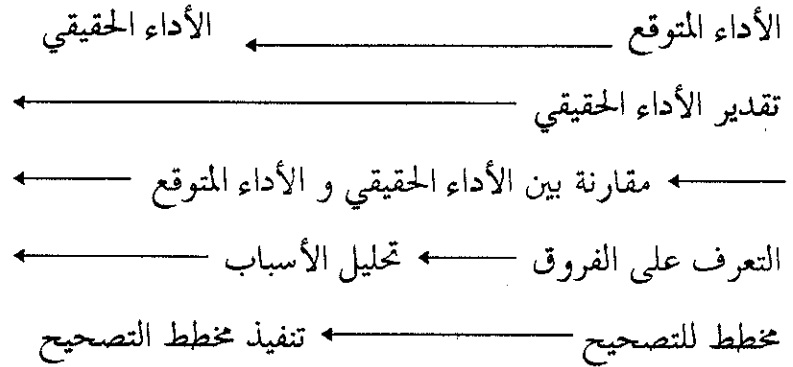 الأداء المتوقع ← الأداء الحقيقي
تقدير الأداء الحقيقي ←
← مقارنة بين الأداء الحقيقي و الأداء المتوقع ←
التعرف على الفروق ← تحليل الأسباب ←
مخطط للتصحيح ← تنفيذ مخطط التصحيح